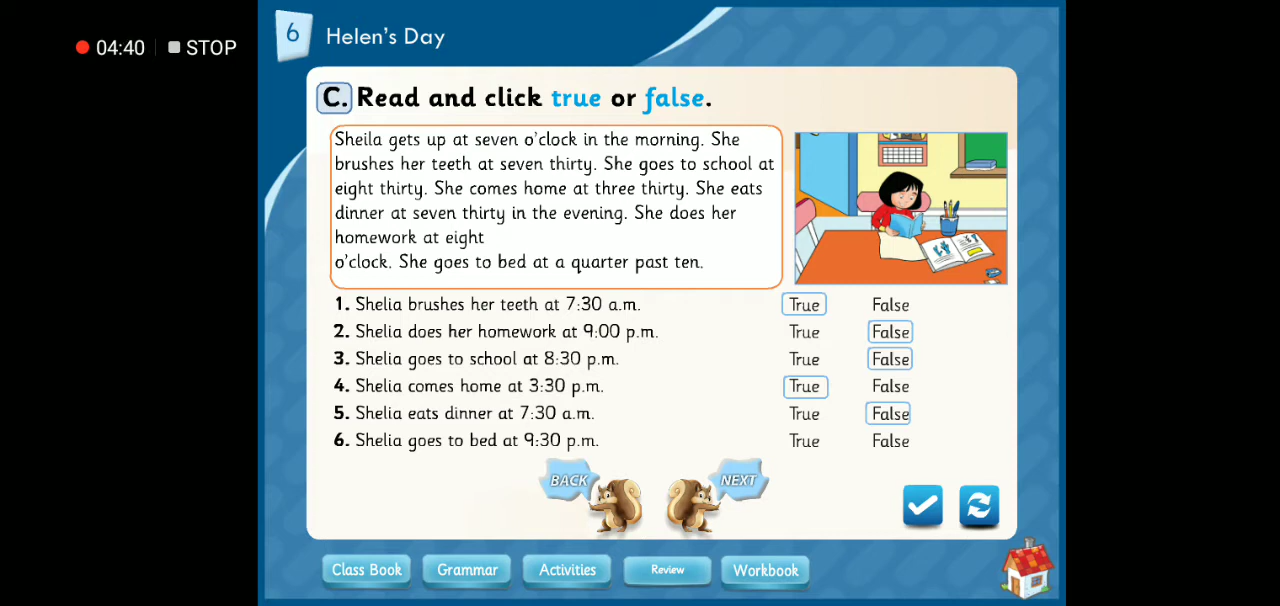 04:40 STOP
6 Helen's Day
C. Read and click true or false.
Sheila gets up at seven o'clock in the morning. She
brushes her teeth at seven thirty. She goes to school at
eight thirty. She comes home at three thirty. She eats
dinner at seven thirty in the evening. She does her
homework at eight
o'clock. She goes to bed at a quarter past ten.
1. Shelia brushes her teeth at 7:30 a.m. True False
2. Shelia does her homework at 9:00 p.m. True False
3. Shelia goes to school at 8:30 p.m. True False
4. Shelia comes home at 3:30 p.m. True False
5. Shelia eats dinner at 7:30 a.m. True False
6. Shelia goes to bed at 9:30 p.m. True False
BACK NEXT
Class Book Grammar Activities Review Workbook